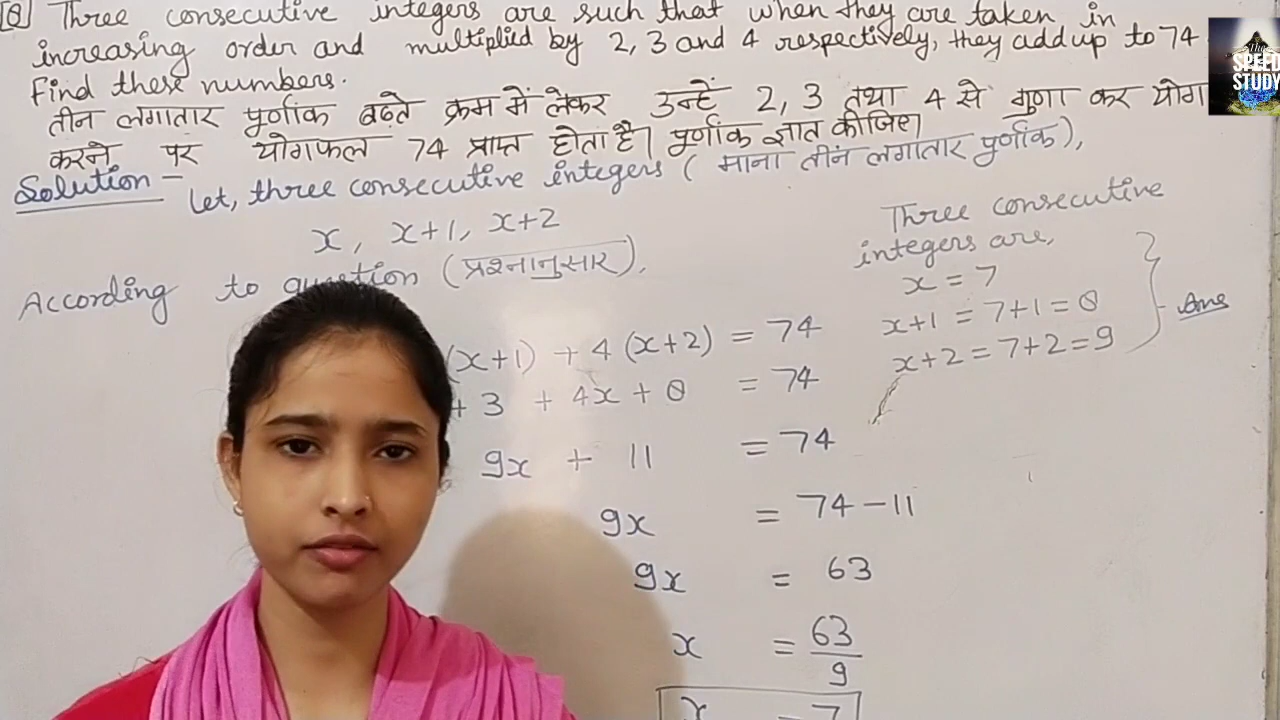 [Q] Three consecutive integers are such that when they are taken in
increasing order and multiplied by 2, 3 and 4 respectively, they add up to 74.
Find these numbers.
तीन लगातार पूर्णांक बढ़ते क्रम में लेकर उन्हें 2, 3 तथा 4 से गुणा कर योग
करने पर योगफल 74 प्राप्त होता है। पूर्णांक ज्ञात कीजिए।
Solution - Let, three consecutive integers (माना तीन लगातार पूर्णांक),
x, x+1, x+2
According to question (प्रश्नानुसार),
(x+1) + 4(x+2) = 74
+ 3 + 4x + 8 = 74
9x + 11 = 74
9x = 74-11
9x = 63
x = 63/9
x = 7
Three consecutive
integers are,
x = 7
x+1 = 7+1 = 8
x+2 = 7+2 = 9
Ans
The
SPEED
STUDY